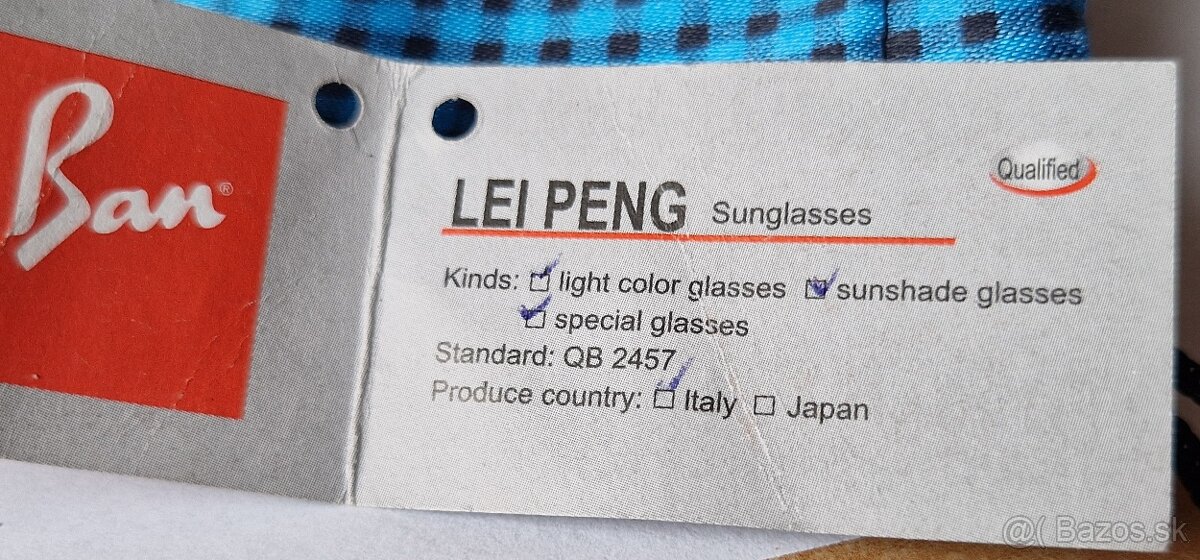 Ban®
Qualified
LEI PENG Sunglasses
Kinds: light color glasses sunshade glasses
special glasses
Standard: QB 2457
Produce country: Italy Japan
@( Bazos.sk